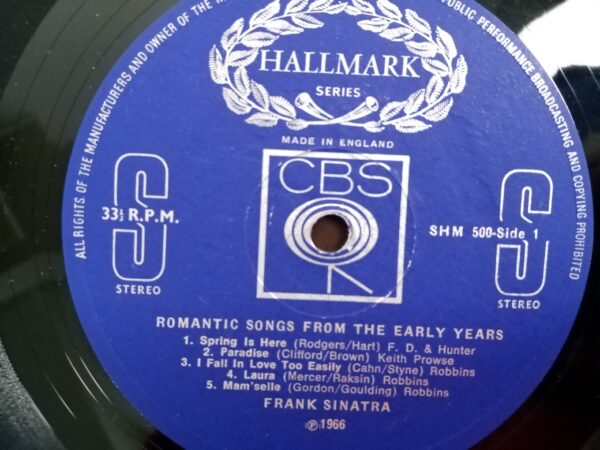 ALL RIGHTS OF THE MANUFACTURERS AND OWNER OF THE
PUBLIC PERFORMANCE BROADCASTING AND COPYING PROHIBITED
HALLMARK
SERIES
MADE IN ENGLAND
CBS
33⅓ R.P.M.
SHM 500-Side 1
S
STEREO
S
STEREO
ROMANTIC SONGS FROM THE EARLY YEARS
1. Spring Is Here (Rodgers/Hart) F. D. & Hunter
2. Paradise (Clifford/Brown) Keith Prowse
3. I Fall In Love Too Easily (Cahn/Styne) Robbins
4. Laura (Mercer/Raksin) Robbins
5. Mam'selle (Gordon/Goulding) Robbins
FRANK SINATRA
℗ 1966